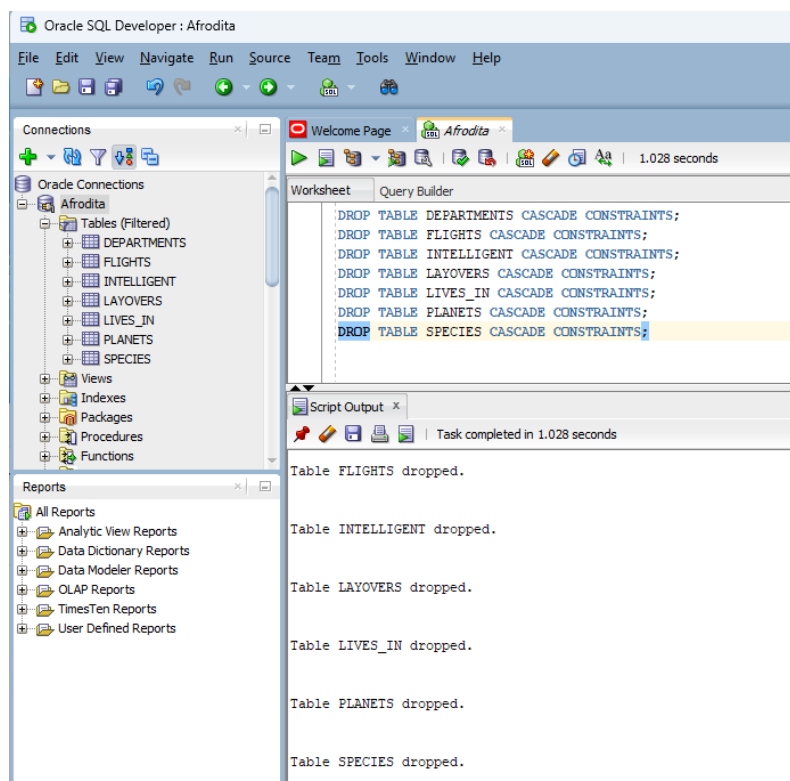 Oracle SQL Developer : Afrodita
File Edit View Navigate Run Source Team Tools Window Help
Connections
Oracle Connections
Afrodita
Tables (Filtered)
DEPARTMENTS
FLIGHTS
INTELLIGENT
LAYOVERS
LIVES_IN
PLANETS
SPECIES
Views
Indexes
Packages
Procedures
Functions
Reports
All Reports
Analytic View Reports
Data Dictionary Reports
Data Modeler Reports
OLAP Reports
TimesTen Reports
User Defined Reports
Welcome Page Afrodita
1.028 seconds
Worksheet Query Builder
DROP TABLE DEPARTMENTS CASCADE CONSTRAINTS;
DROP TABLE FLIGHTS CASCADE CONSTRAINTS;
DROP TABLE INTELLIGENT CASCADE CONSTRAINTS;
DROP TABLE LAYOVERS CASCADE CONSTRAINTS;
DROP TABLE LIVES_IN CASCADE CONSTRAINTS;
DROP TABLE PLANETS CASCADE CONSTRAINTS;
DROP TABLE SPECIES CASCADE CONSTRAINTS;
Script Output x
Task completed in 1.028 seconds
Table FLIGHTS dropped.
Table INTELLIGENT dropped.
Table LAYOVERS dropped.
Table LIVES_IN dropped.
Table PLANETS dropped.
Table SPECIES dropped.